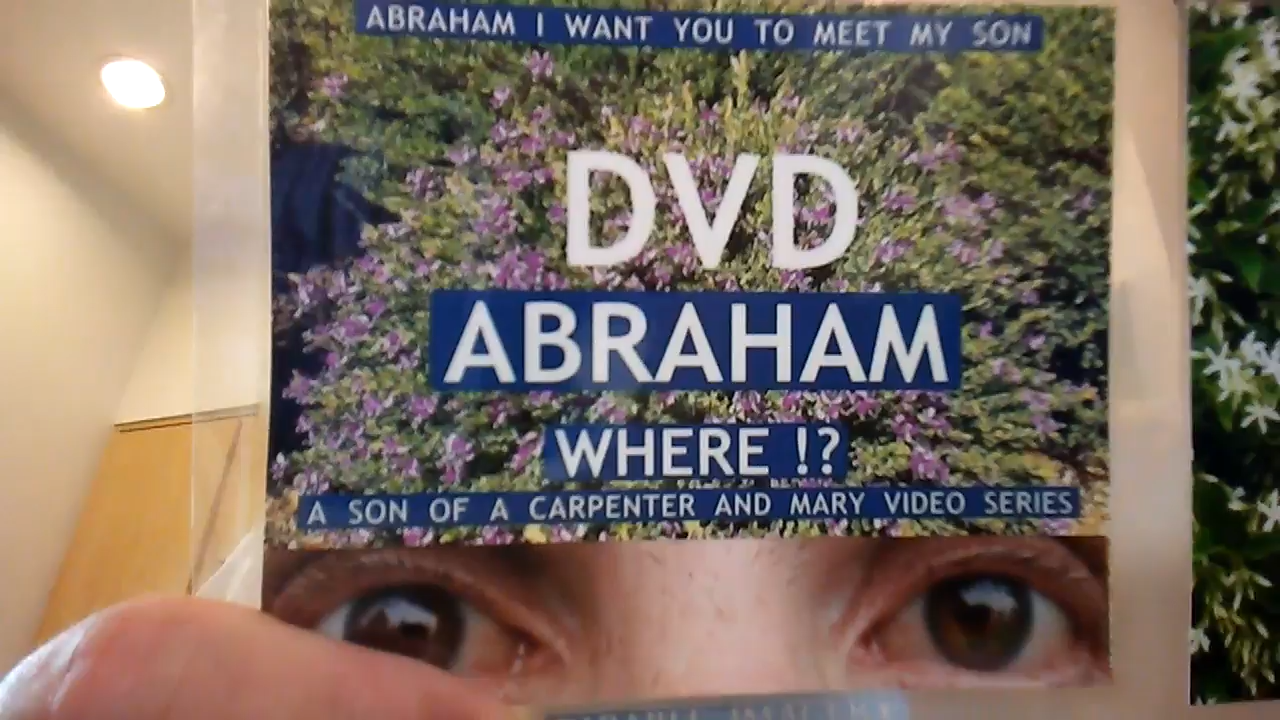 ABRAHAM I WANT YOU TO MEET MY SON
DVD
ABRAHAM
WHERE !?
A SON OF A CARPENTER AND MARY VIDEO SERIES